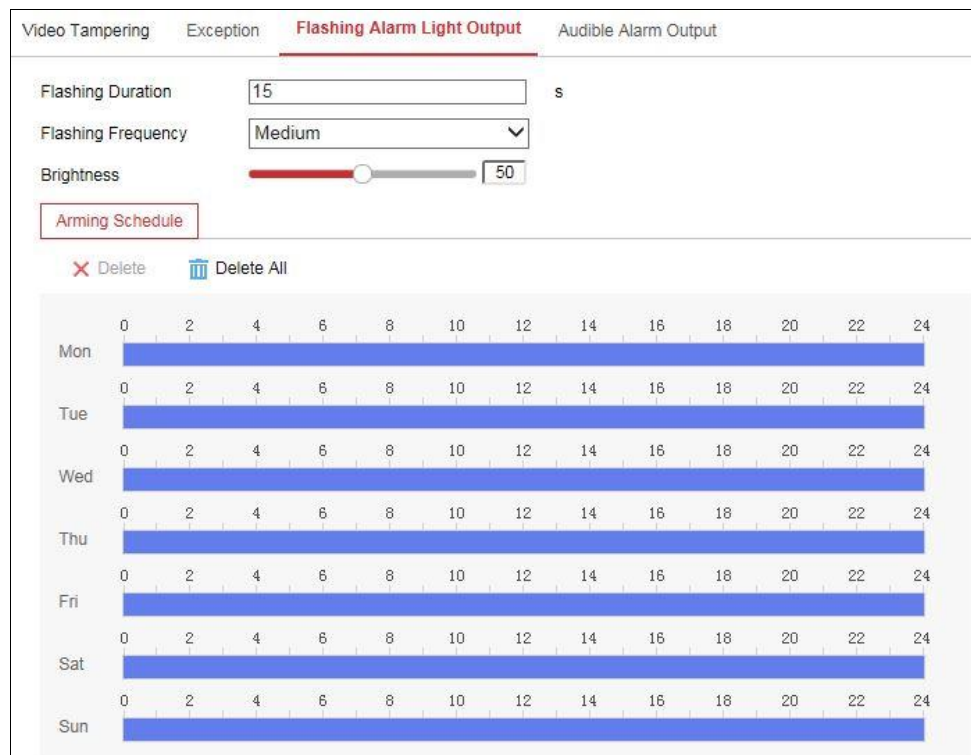 Video Tampering Exception Flashing Alarm Light Output Audible Alarm Output
Flashing Duration 15 s
Flashing Frequency Medium
Brightness 50
Arming Schedule
Delete Delete All
0 2 4 6 8 10 12 14 16 18 20 22 24
Mon
0 2 4 6 8 10 12 14 16 18 20 22 24
Tue
0 2 4 6 8 10 12 14 16 18 20 22 24
Wed
0 2 4 6 8 10 12 14 16 18 20 22 24
Thu
0 2 4 6 8 10 12 14 16 18 20 22 24
Fri
0 2 4 6 8 10 12 14 16 18 20 22 24
Sat
0 2 4 6 8 10 12 14 16 18 20 22 24
Sun